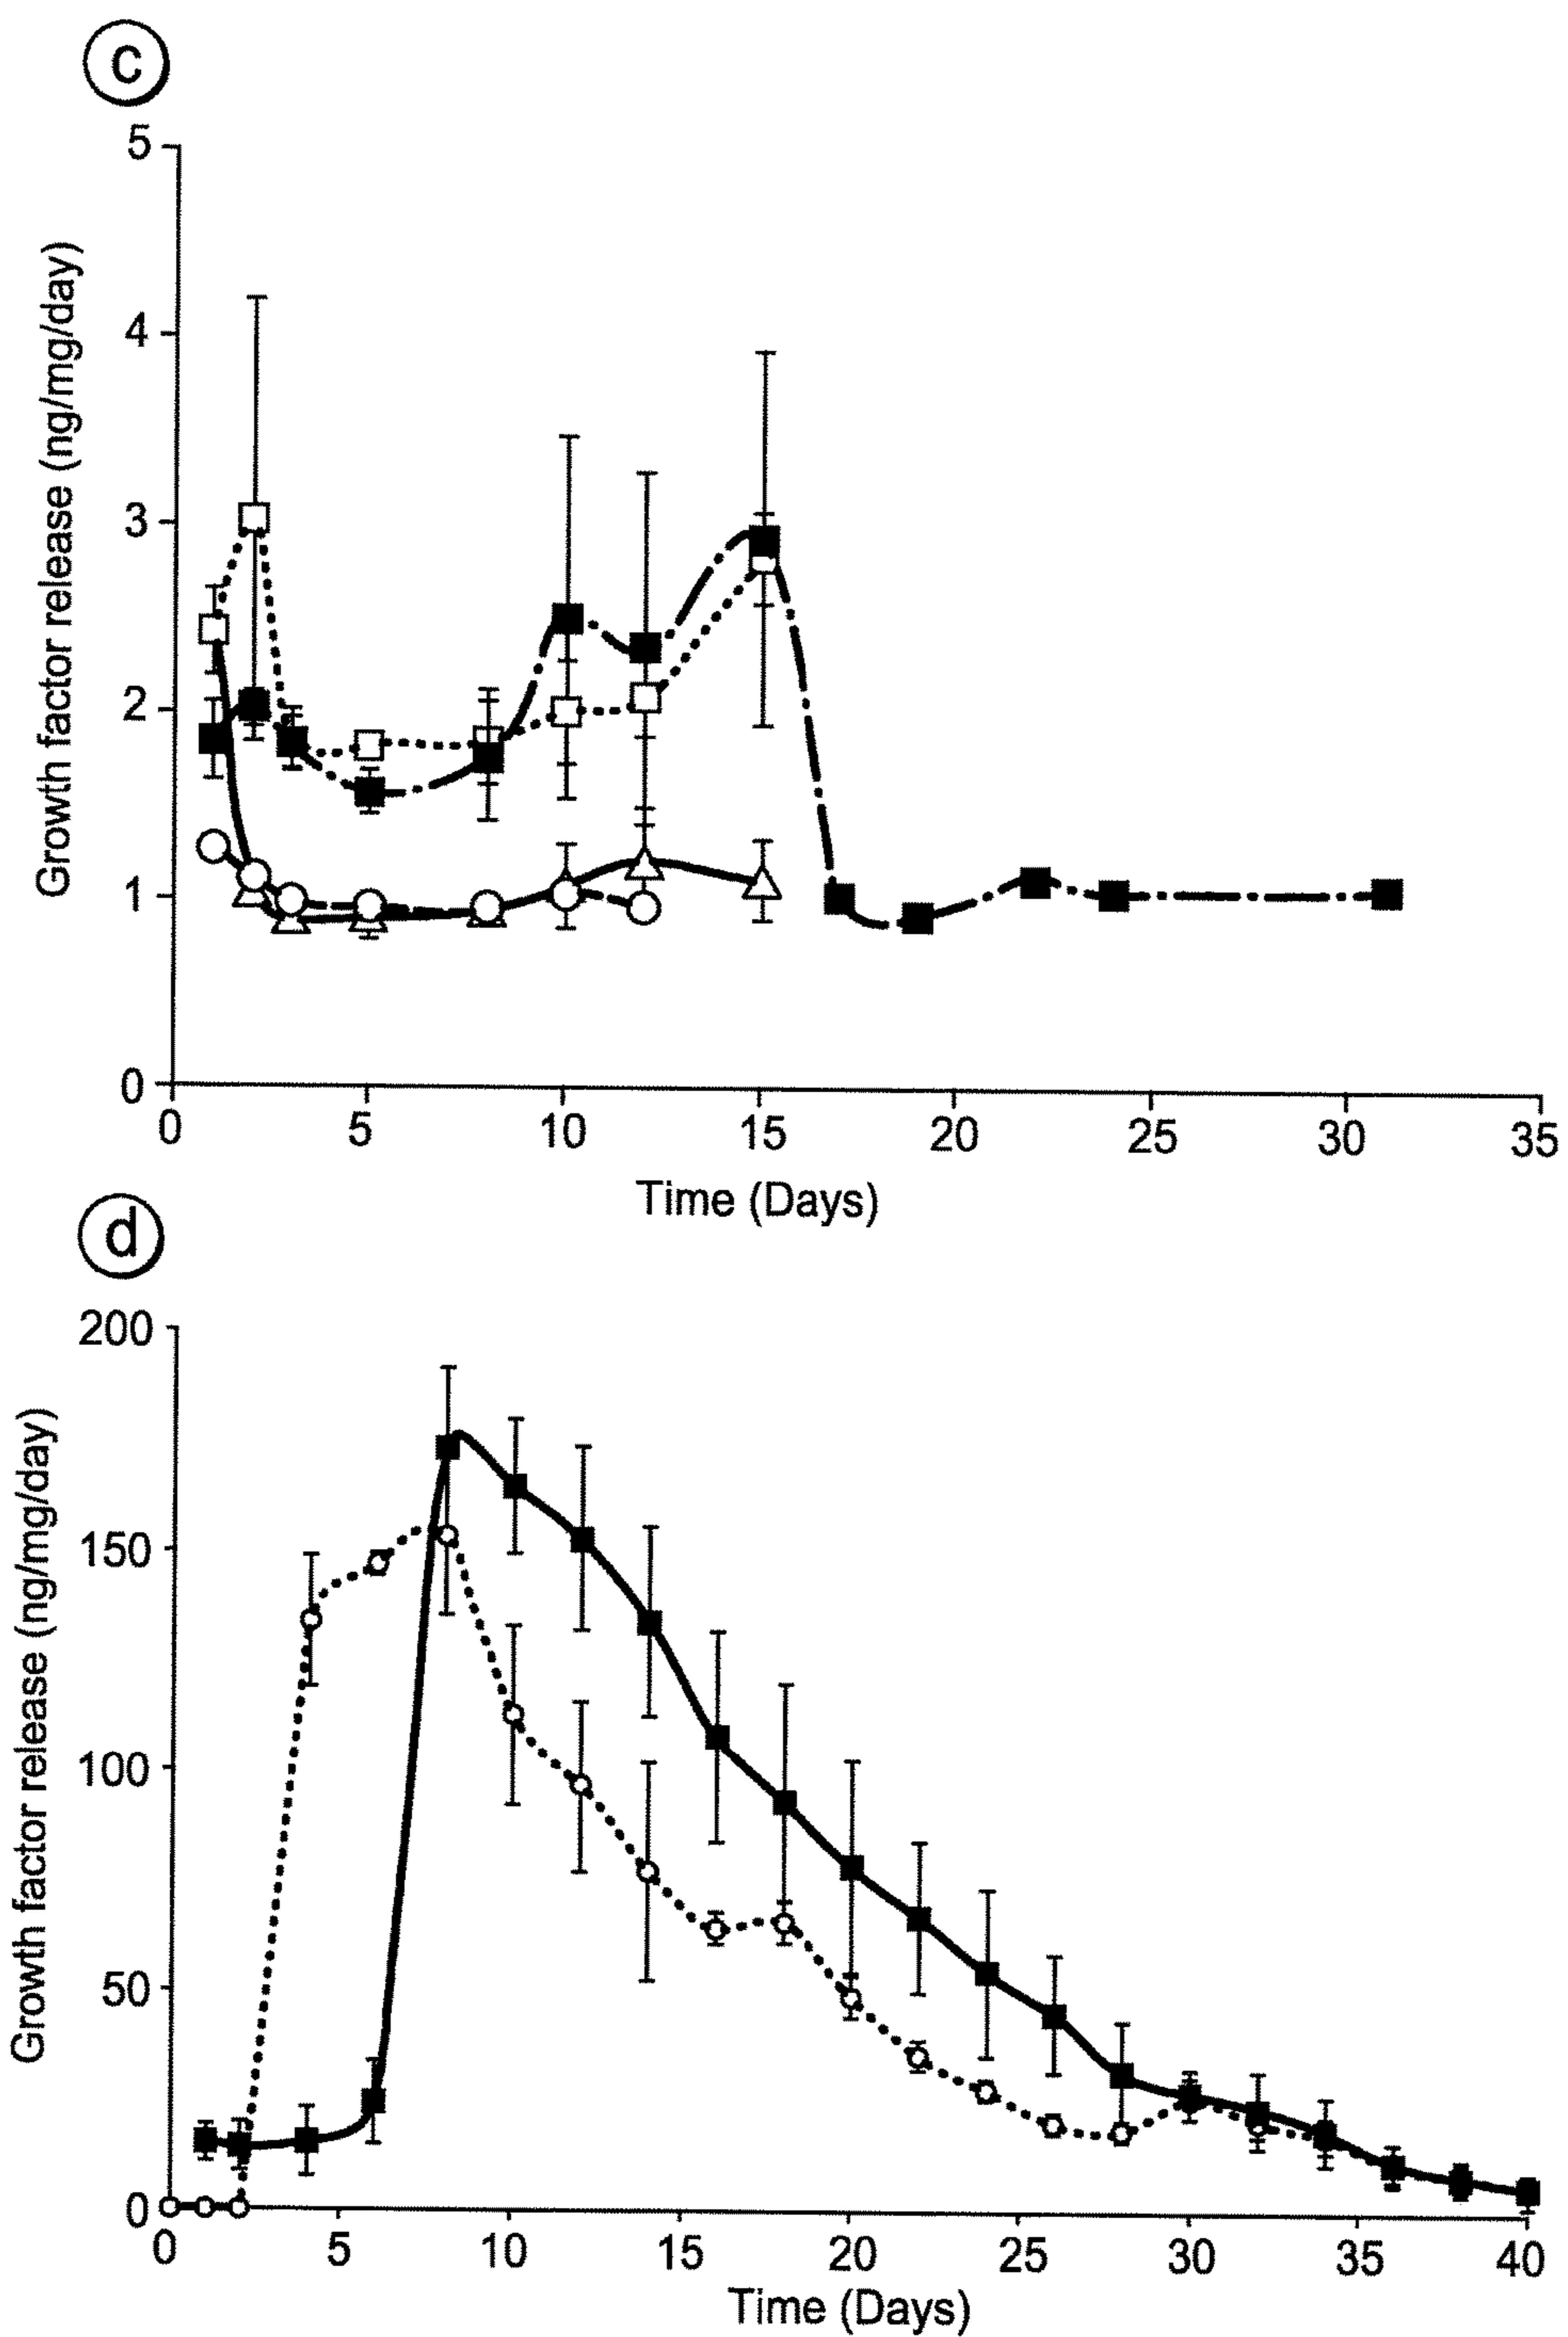 c
5
4
3
2
1
0
Growth factor release (ng/mg/day)
0 5 10 15 20 25 30 35
Time (Days)
d
200
150
100
50
0
Growth factor release (ng/mg/day)
0 5 10 15 20 25 30 35 40
Time (Days)